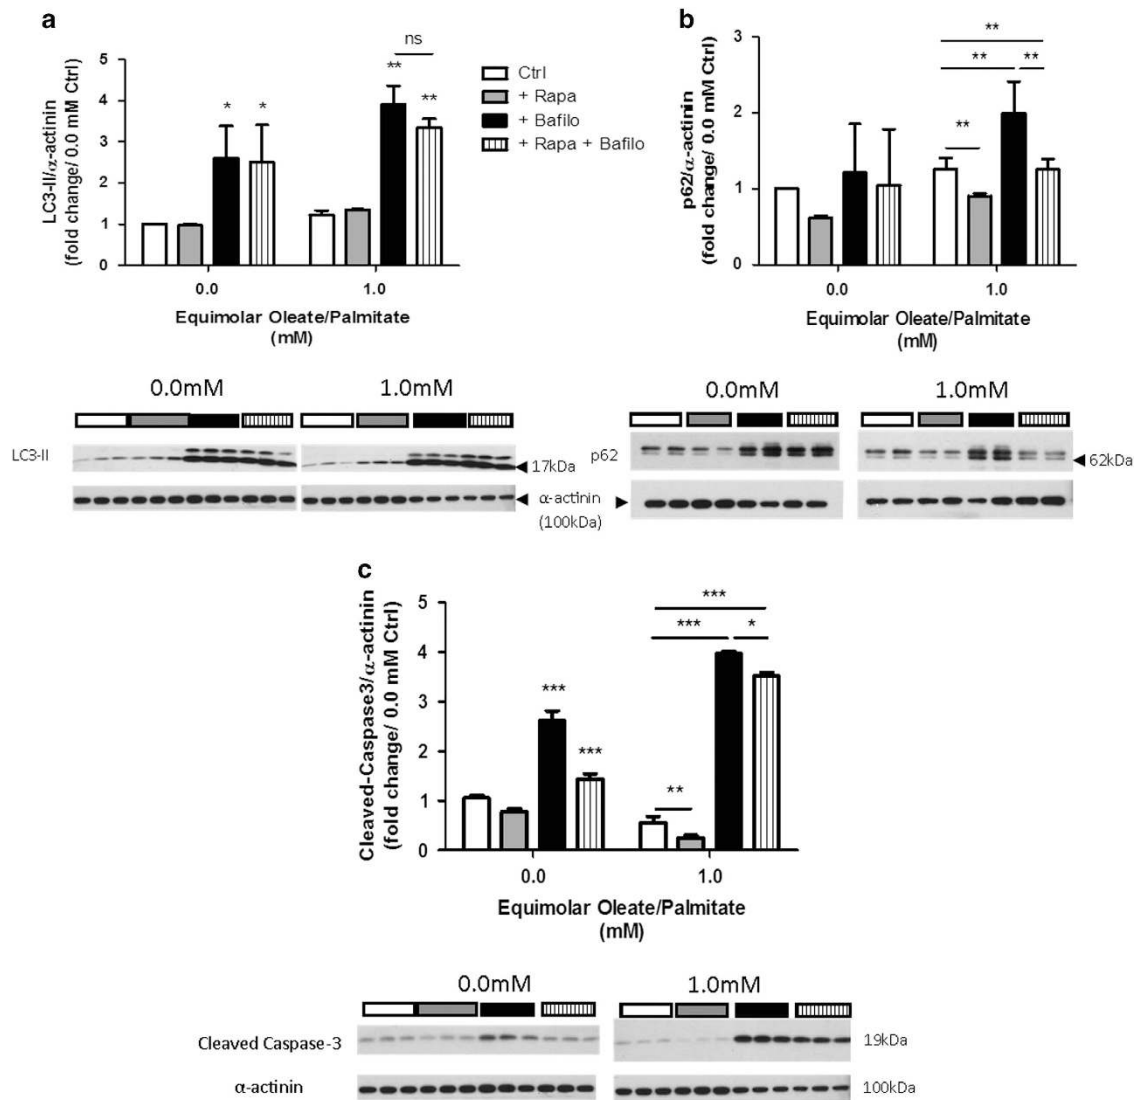 a
LC3-II/α-actinin
(fold change/ 0.0 mM Ctrl)
5
4
3
2
1
0
*
*
**
**
ns
0.0
1.0
Equimolar Oleate/Palmitate
(mM)
Ctrl
+ Rapa
+ Bafilo
+ Rapa + Bafilo
b
p62/α-actinin
(fold change/ 0.0 mM Ctrl)
3
2
1
0
**
**
**
**
0.0
1.0
Equimolar Oleate/Palmitate
(mM)
0.0mM
1.0mM
LC3-II
17kDa
α-actinin
(100kDa)
0.0mM
1.0mM
p62
62kDa
c
Cleaved-Caspase3/α-actinin
(fold change/ 0.0 mM Ctrl)
5
4
3
2
1
0
***
***
**
***
***
*
0.0
1.0
Equimolar Oleate/Palmitate
(mM)
0.0mM
1.0mM
Cleaved Caspase-3
19kDa
α-actinin
100kDa